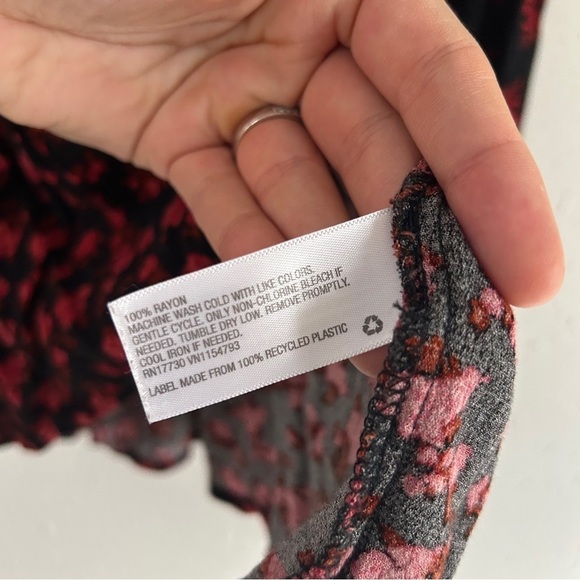 100% RAYON
MACHINE WASH COLD WITH LIKE COLORS.
GENTLE CYCLE. ONLY NON-CHLORINE BLEACH IF
NEEDED. TUMBLE DRY LOW. REMOVE PROMPTLY.
COOL IRON IF NEEDED.
RN17730 VN1154793
LABEL MADE FROM 100% RECYCLED PLASTIC